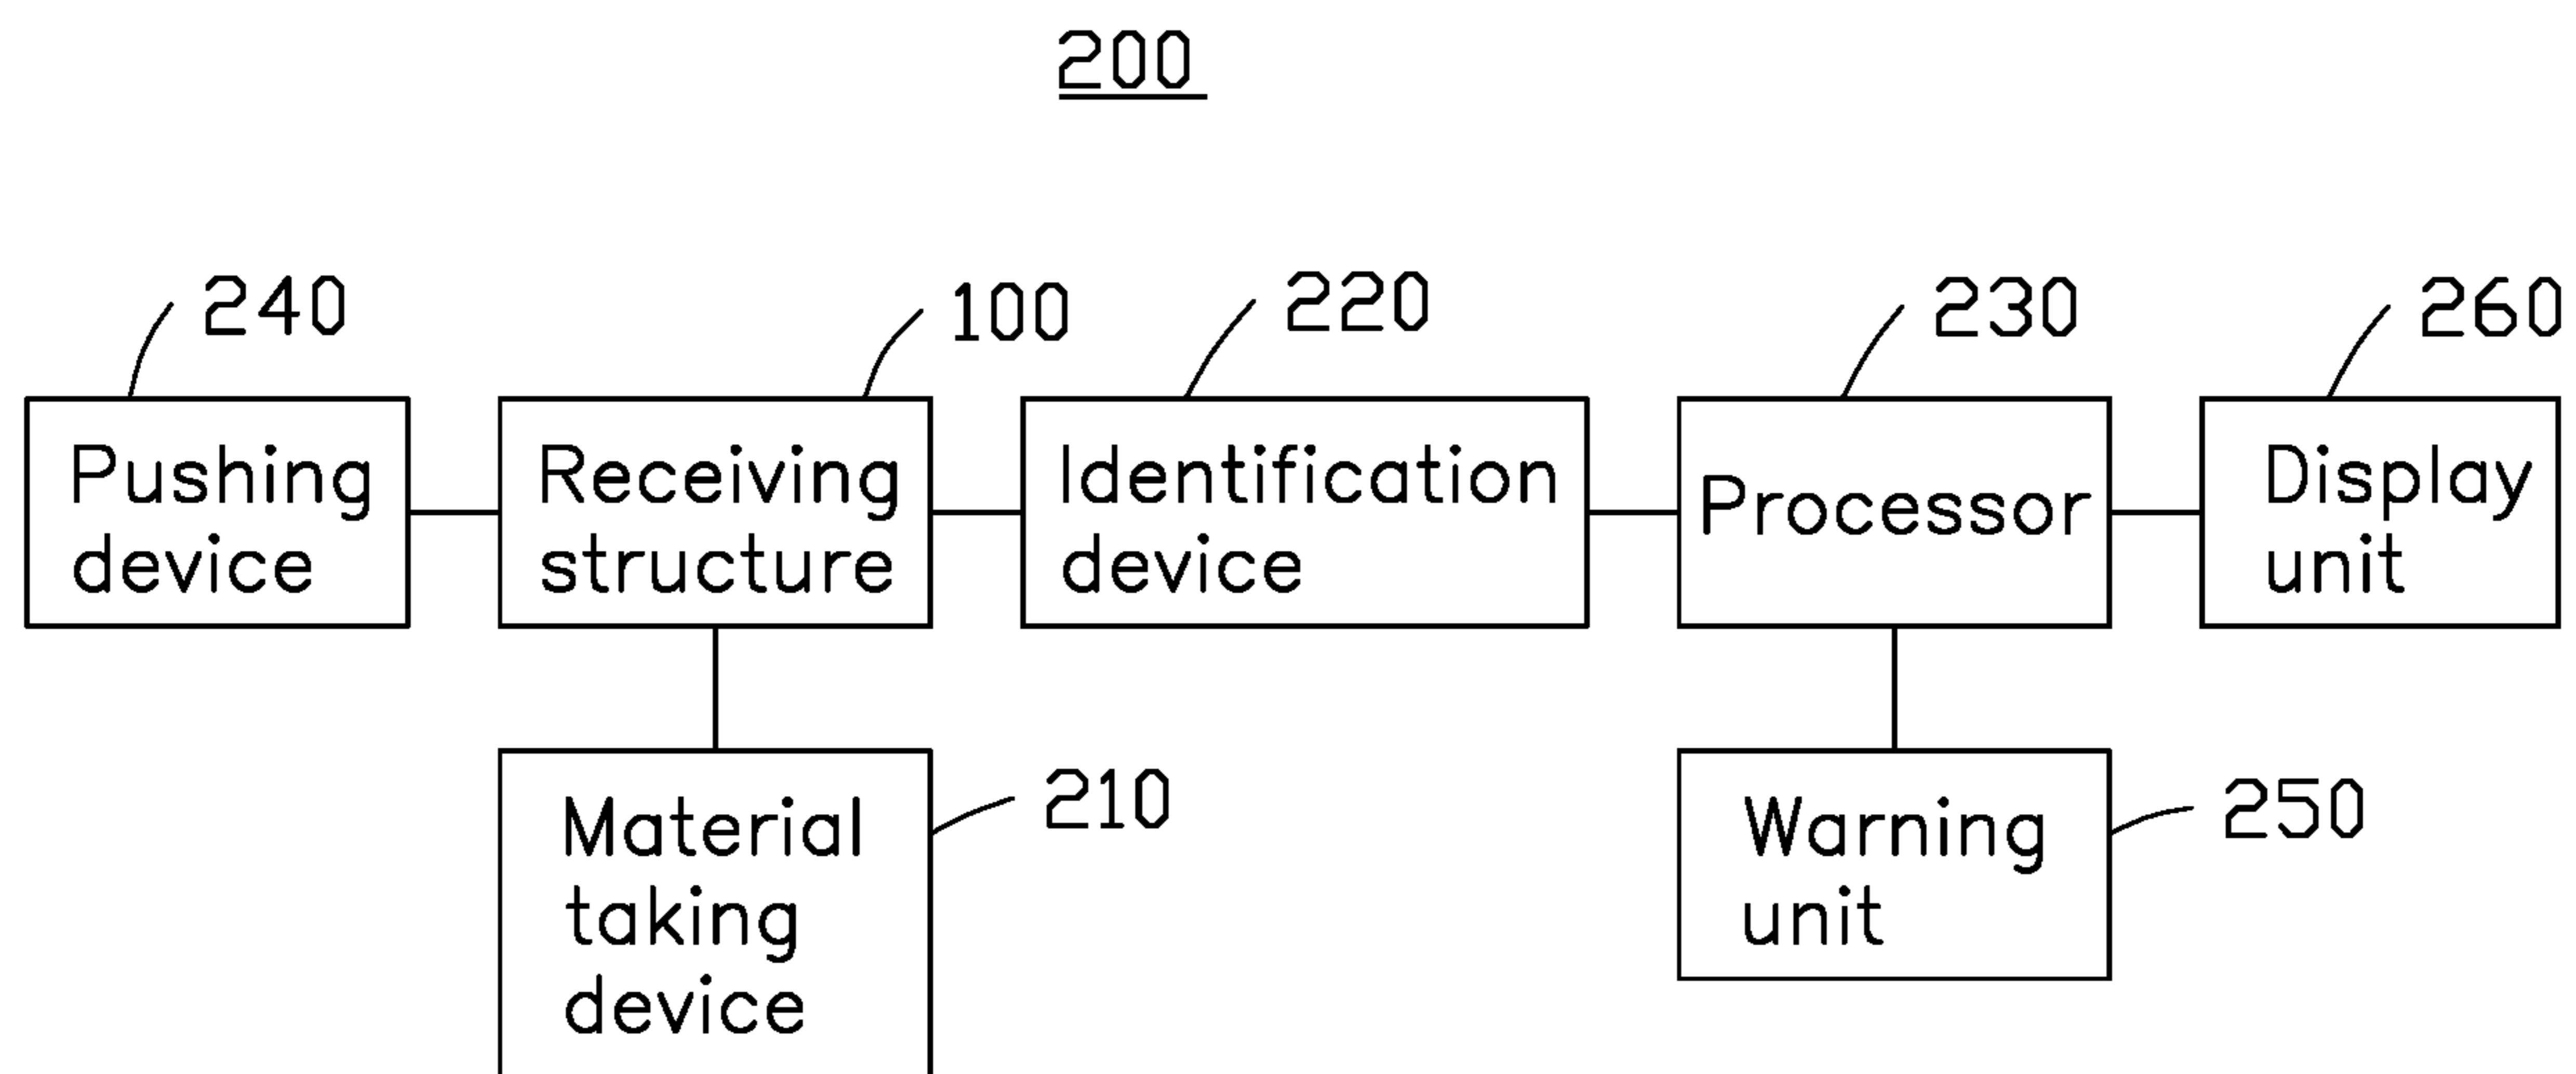 200
240
100
220
230
260
Pushing
device
Receiving
structure
Identification
device
Processor
Display
unit
Material
taking
device
210
Warning
unit
250